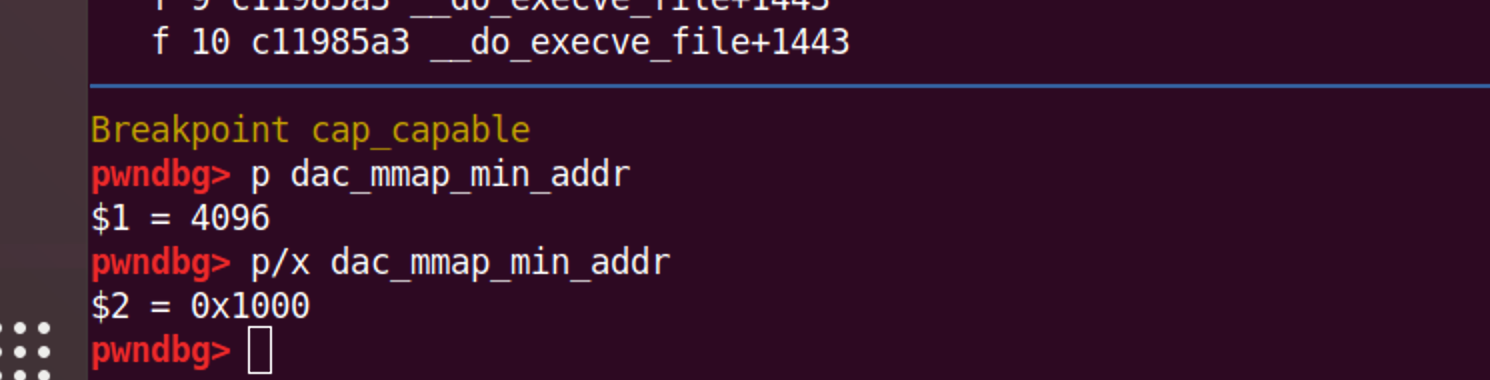 f 9 c11985a3 __do_execve_file+1443
f 10 c11985a3 __do_execve_file+1443
Breakpoint cap_capable
pwndbg> p dac_mmap_min_addr
$1 = 4096
pwndbg> p/x dac_mmap_min_addr
$2 = 0x1000
pwndbg>